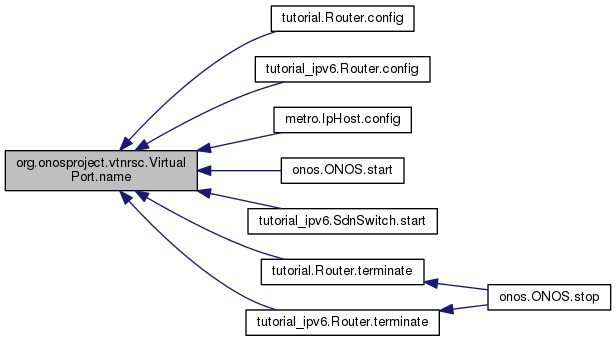 tutorial.Router.config
tutorial_ipv6.Router.config
metro.IpHost.config
org.onosproject.vtnrsc.Virtual
Port.name
onos.ONOS.start
tutorial_ipv6.SdnSwitch.start
tutorial.Router.terminate
onos.ONOS.stop
tutorial_ipv6.Router.terminate